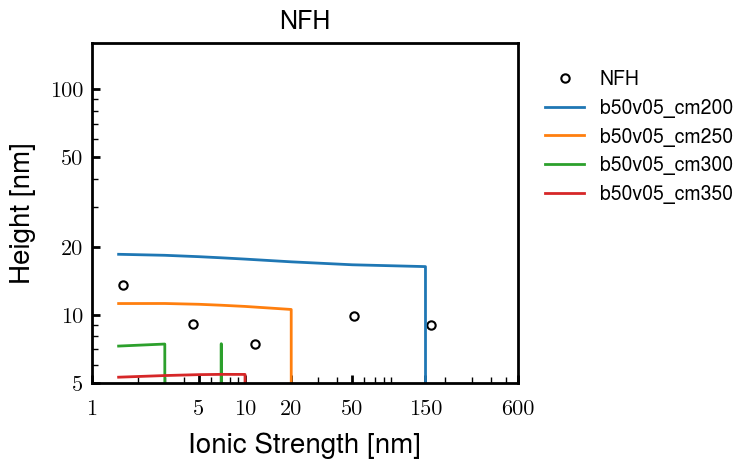 NFH
Height [nm]
100
50
20
10
5
1 5 10 20 50 150 600
Ionic Strength [nm]
NFH
b50v05_cm200
b50v05_cm250
b50v05_cm300
b50v05_cm350